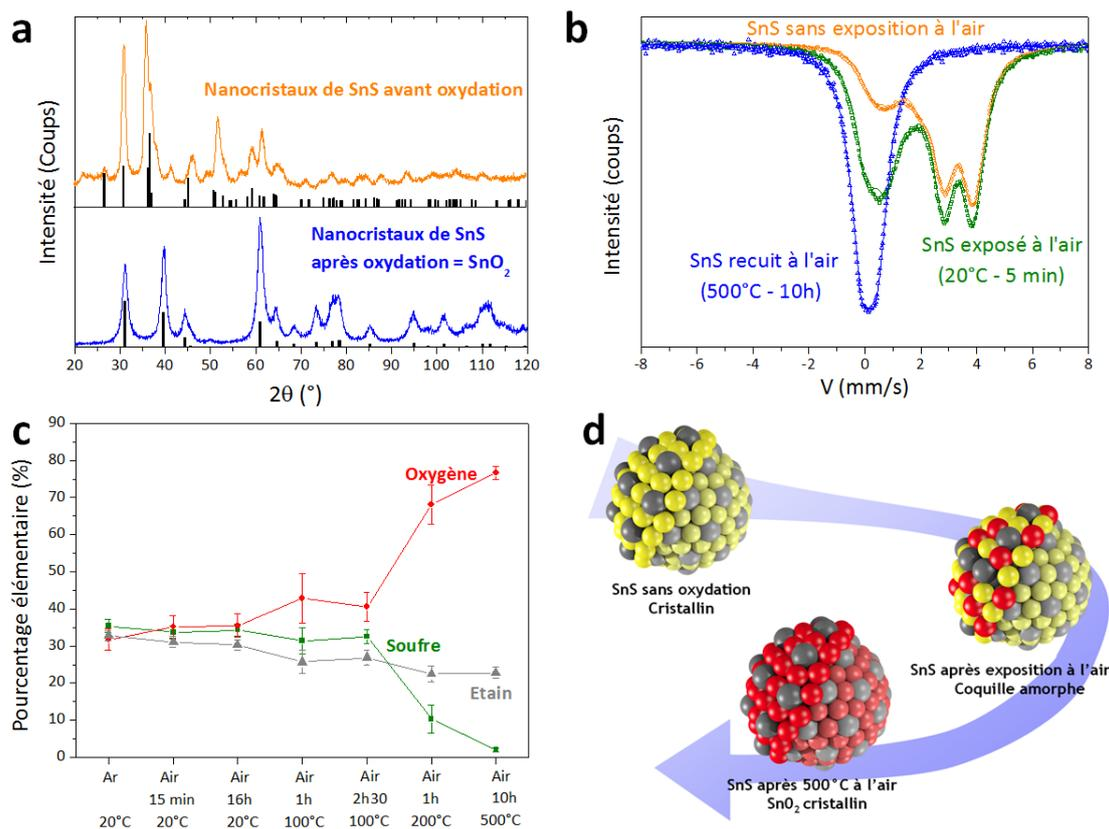 a
Intensité (Coups)
Nanocristaux de SnS avant oxydation
Nanocristaux de SnS
après oxydation = SnO2
20 30 40 50 60 70 80 90 100 110 120
2θ (°)
b
Intensité (coups)
SnS sans exposition à l'air
SnS exposé à l'air
(20°C - 5 min)
SnS recuit à l'air
(500°C - 10h)
-8 -6 -4 -2 0 2 4 6 8
V (mm/s)
c
Pourcentage élémentaire (%)
90
80
70
60
50
40
30
20
10
0
Oxygène
Soufre
Etain
Ar Air Air Air Air Air Air
15 min 16h 1h 2h30 1h 10h
20°C 20°C 20°C 100°C 100°C 200°C 500°C
d
SnS sans oxydation
Cristallin
SnS après exposition à l'air
Coquille amorphe
SnS après 500°C à l'air
SnO2 cristallin